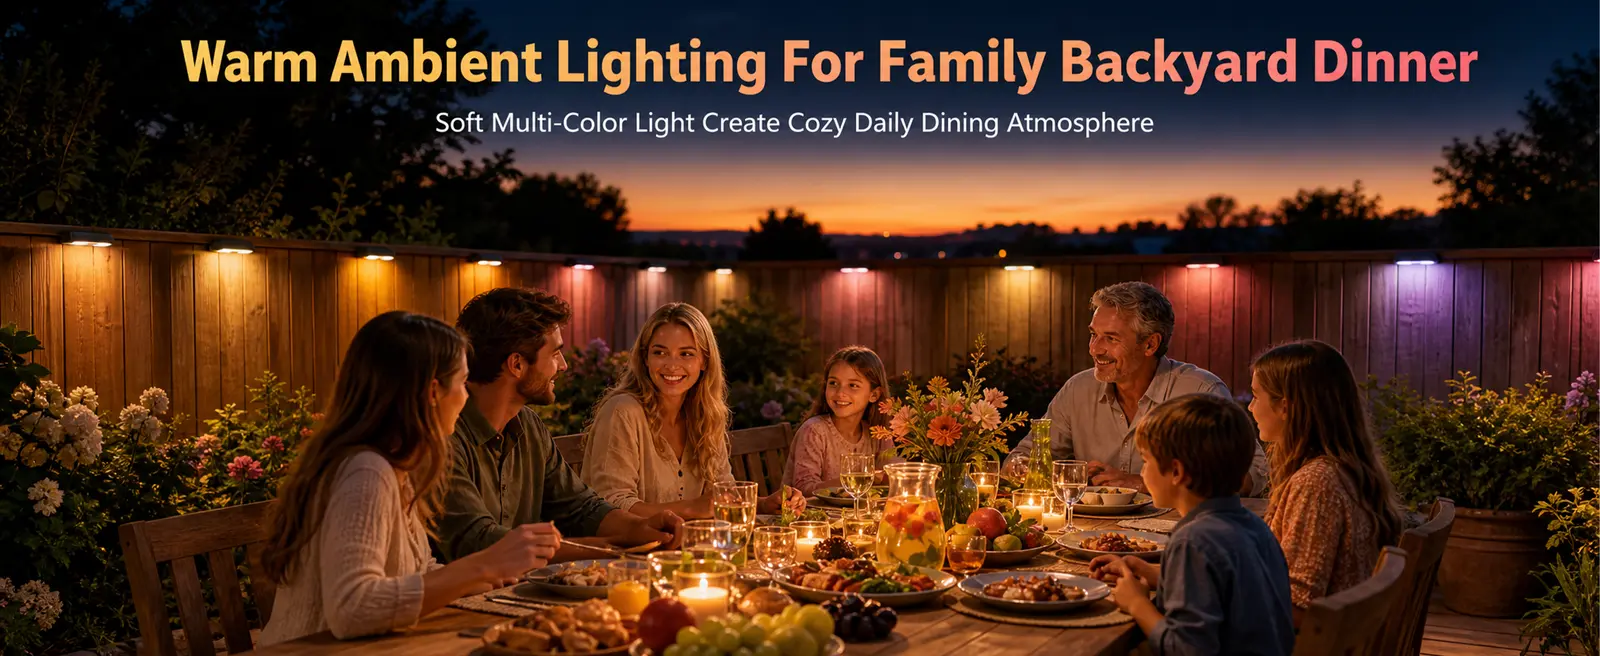 Warm Ambient Lighting For Family Backyard Dinner
Soft Multi-Color Light Create Cozy Daily Dining Atmosphere